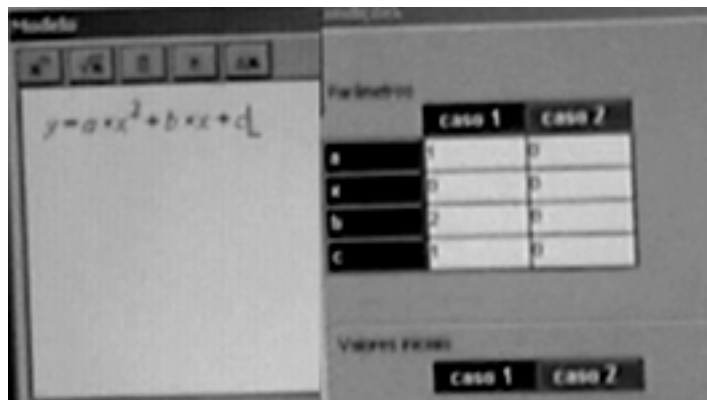 Modelo
y=a×x²+b×x+c
Parâmetros
caso 1 caso 2
a 1 0
x 0 0
b 2 0
c 1 0
Valores iniciais
caso 1 caso 2